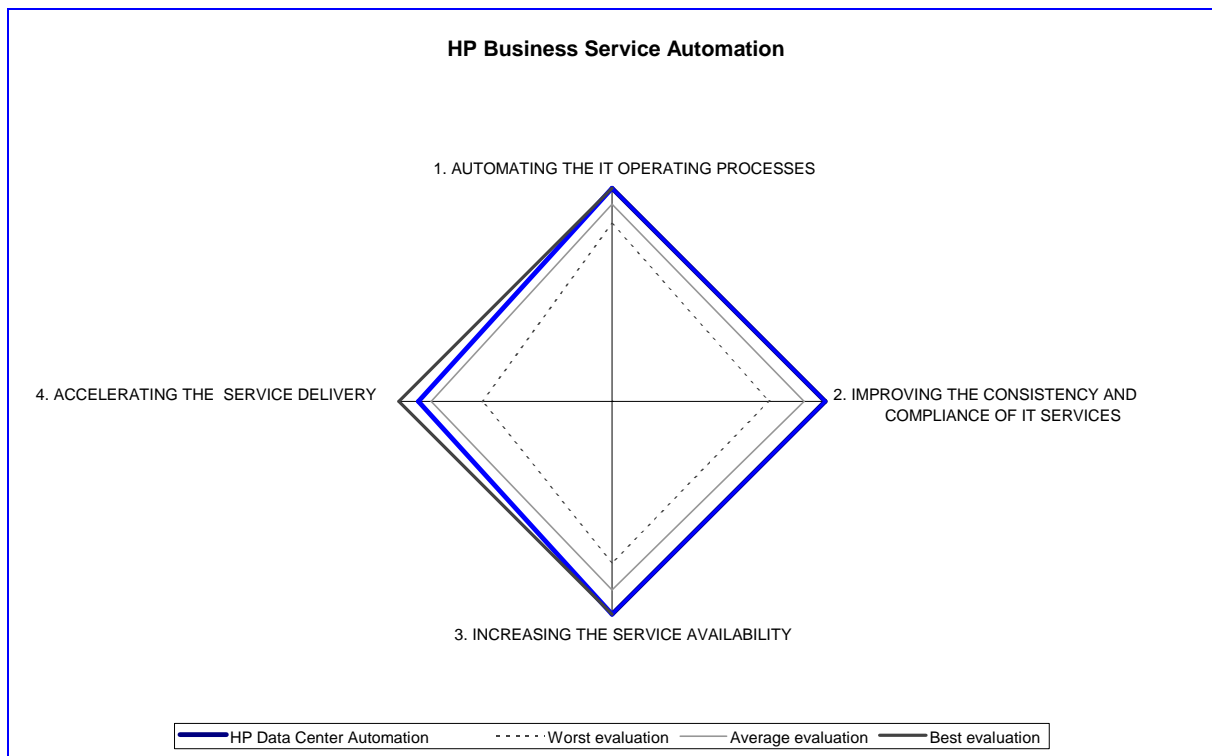 HP Business Service Automation
1. AUTOMATING THE IT OPERATING PROCESSES
4. ACCELERATING THE  SERVICE DELIVERY
2. IMPROVING THE CONSISTENCY AND
COMPLIANCE OF IT SERVICES
3. INCREASING THE SERVICE AVAILABILITY
HP Data Center Automation
Worst evaluation
Average evaluation
Best evaluation